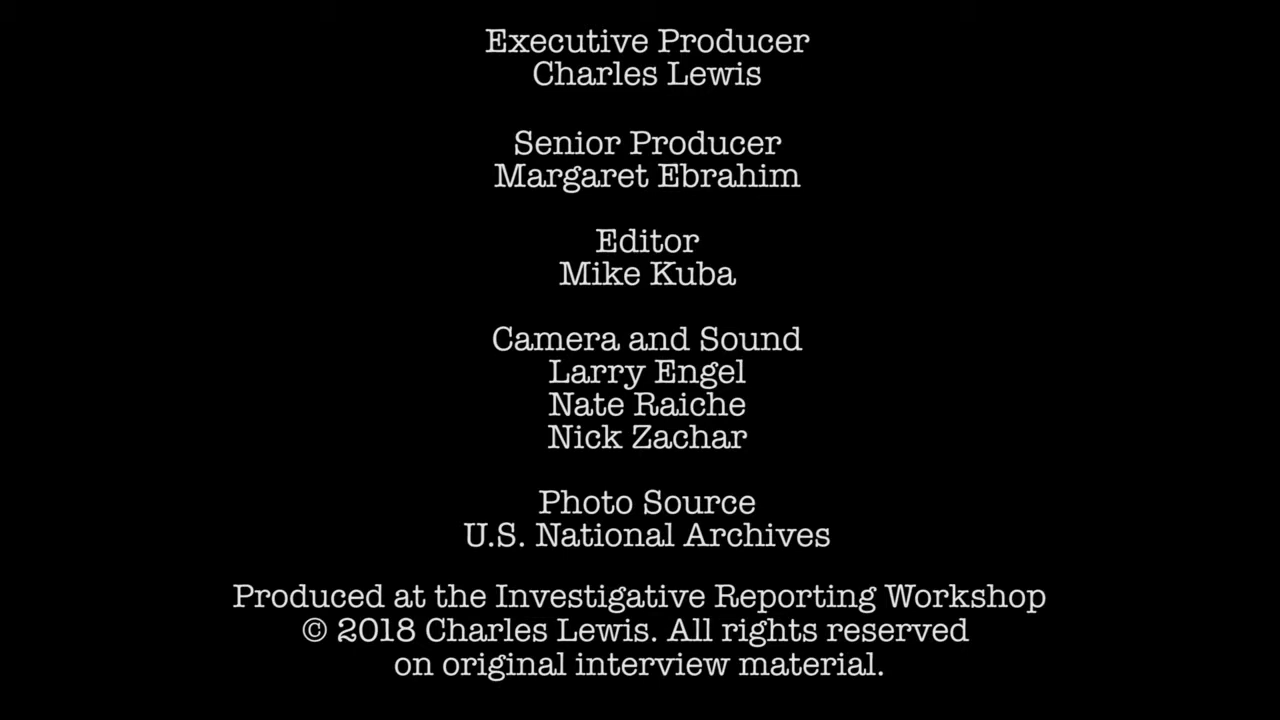 Executive Producer
Charles Lewis
Senior Producer
Margaret Ebrahim
Editor
Mike Kuba
Camera and Sound
Larry Engel
Nate Raiche
Nick Zachar
Photo Source
U.S. National Archives
Produced at the Investigative Reporting Workshop
© 2018 Charles Lewis. All rights reserved
on original interview material.